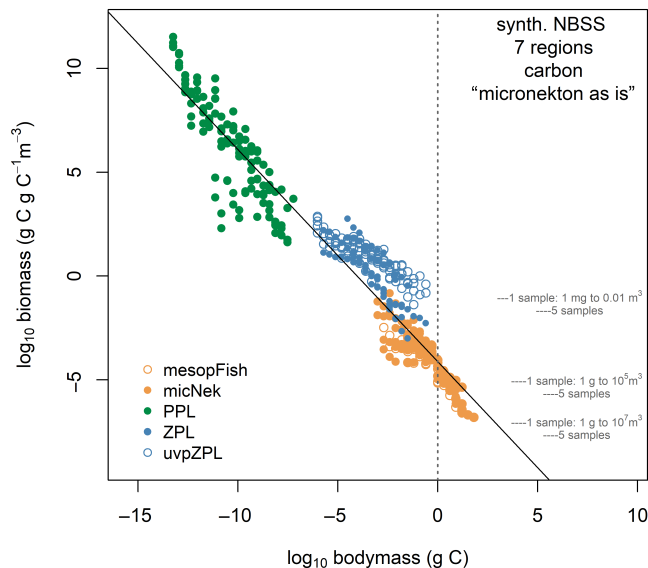 synth. NBSS
7 regions
carbon
“micronekton as is”
log₁₀ biomass (g C g C⁻¹m⁻³)
10
5
0
−5
---1 sample: 1 mg to 0.01 m³
----5 samples
----1 sample: 1 g to 10⁵m³
----5 samples
----1 sample: 1 g to 10⁷m³
----5 samples
mesopFish
micNek
PPL
ZPL
uvpZPL
−15 −10 −5 0 5 10
log₁₀ bodymass (g C)